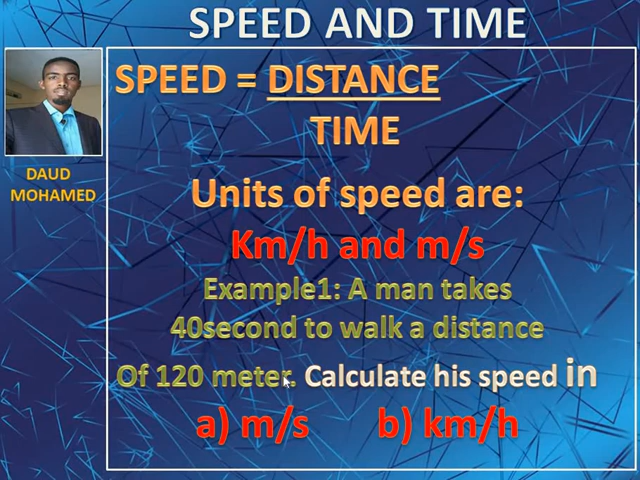 SPEED AND TIME
DAUD
MOHAMED
SPEED = DISTANCE
TIME
Units of speed are:
Km/h and m/s
Example1: A man takes
40second to walk a distance
Of 120 meter. Calculate his speed in
a) m/s b) km/h